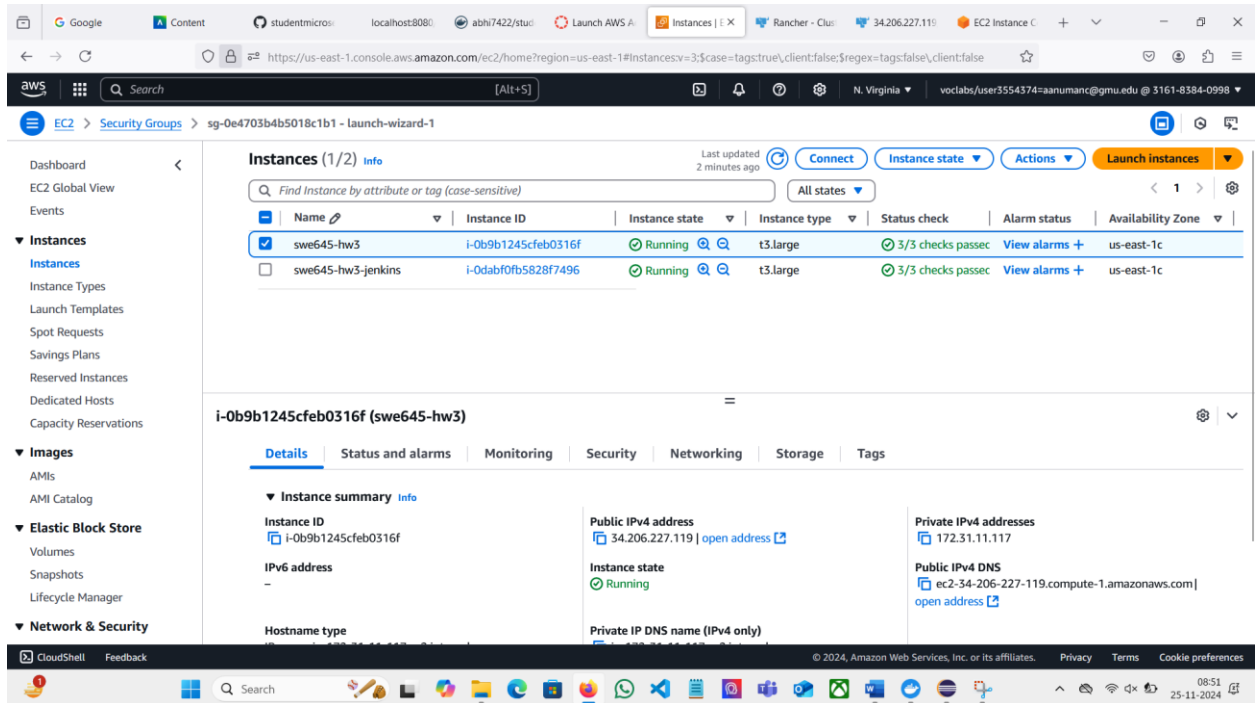 Google
Content
studentmicros
localhost:8080
abhi7422/stud
Launch AWS A
Instances | E
Rancher - Clus
34.206.227.119
EC2 Instance C
https://us-east-1.console.aws.amazon.com/ec2/home?region=us-east-1#Instances:v=3;$case=tags:true\,client:false;$regex=tags:false\,client:false
aws
Search
[Alt+S]
N. Virginia
voclabs/user3554374=aanumanc@gmu.edu @ 3161-8384-0998
EC2 > Security Groups > sg-0e4703b4b5018c1b1 - launch-wizard-1
Dashboard
EC2 Global View
Events
Instances
Instances
Instance Types
Launch Templates
Spot Requests
Savings Plans
Reserved Instances
Dedicated Hosts
Capacity Reservations
Images
AMIs
AMI Catalog
Elastic Block Store
Volumes
Snapshots
Lifecycle Manager
Network & Security
Instances (1/2) Info
Last updated
2 minutes ago
Connect
Instance state
Actions
Launch instances
Find Instance by attribute or tag (case-sensitive)
All states
1
Name Instance ID Instance state Instance type Status check Alarm status Availability Zone
swe645-hw3 i-0b9b1245cfeb0316f Running t3.large 3/3 checks passec View alarms + us-east-1c
swe645-hw3-jenkins i-0dabf0fb5828f7496 Running t3.large 3/3 checks passec View alarms + us-east-1c
i-0b9b1245cfeb0316f (swe645-hw3)
Details Status and alarms Monitoring Security Networking Storage Tags
Instance summary Info
Instance ID
i-0b9b1245cfeb0316f
Public IPv4 address
34.206.227.119 | open address
Private IPv4 addresses
172.31.11.117
IPv6 address
–
Instance state
Running
Public IPv4 DNS
ec2-34-206-227-119.compute-1.amazonaws.com |
open address
Hostname type
Private IP DNS name (IPv4 only)
CloudShell Feedback
© 2024, Amazon Web Services, Inc. or its affiliates. Privacy Terms Cookie preferences
1
Search
08:51
25-11-2024